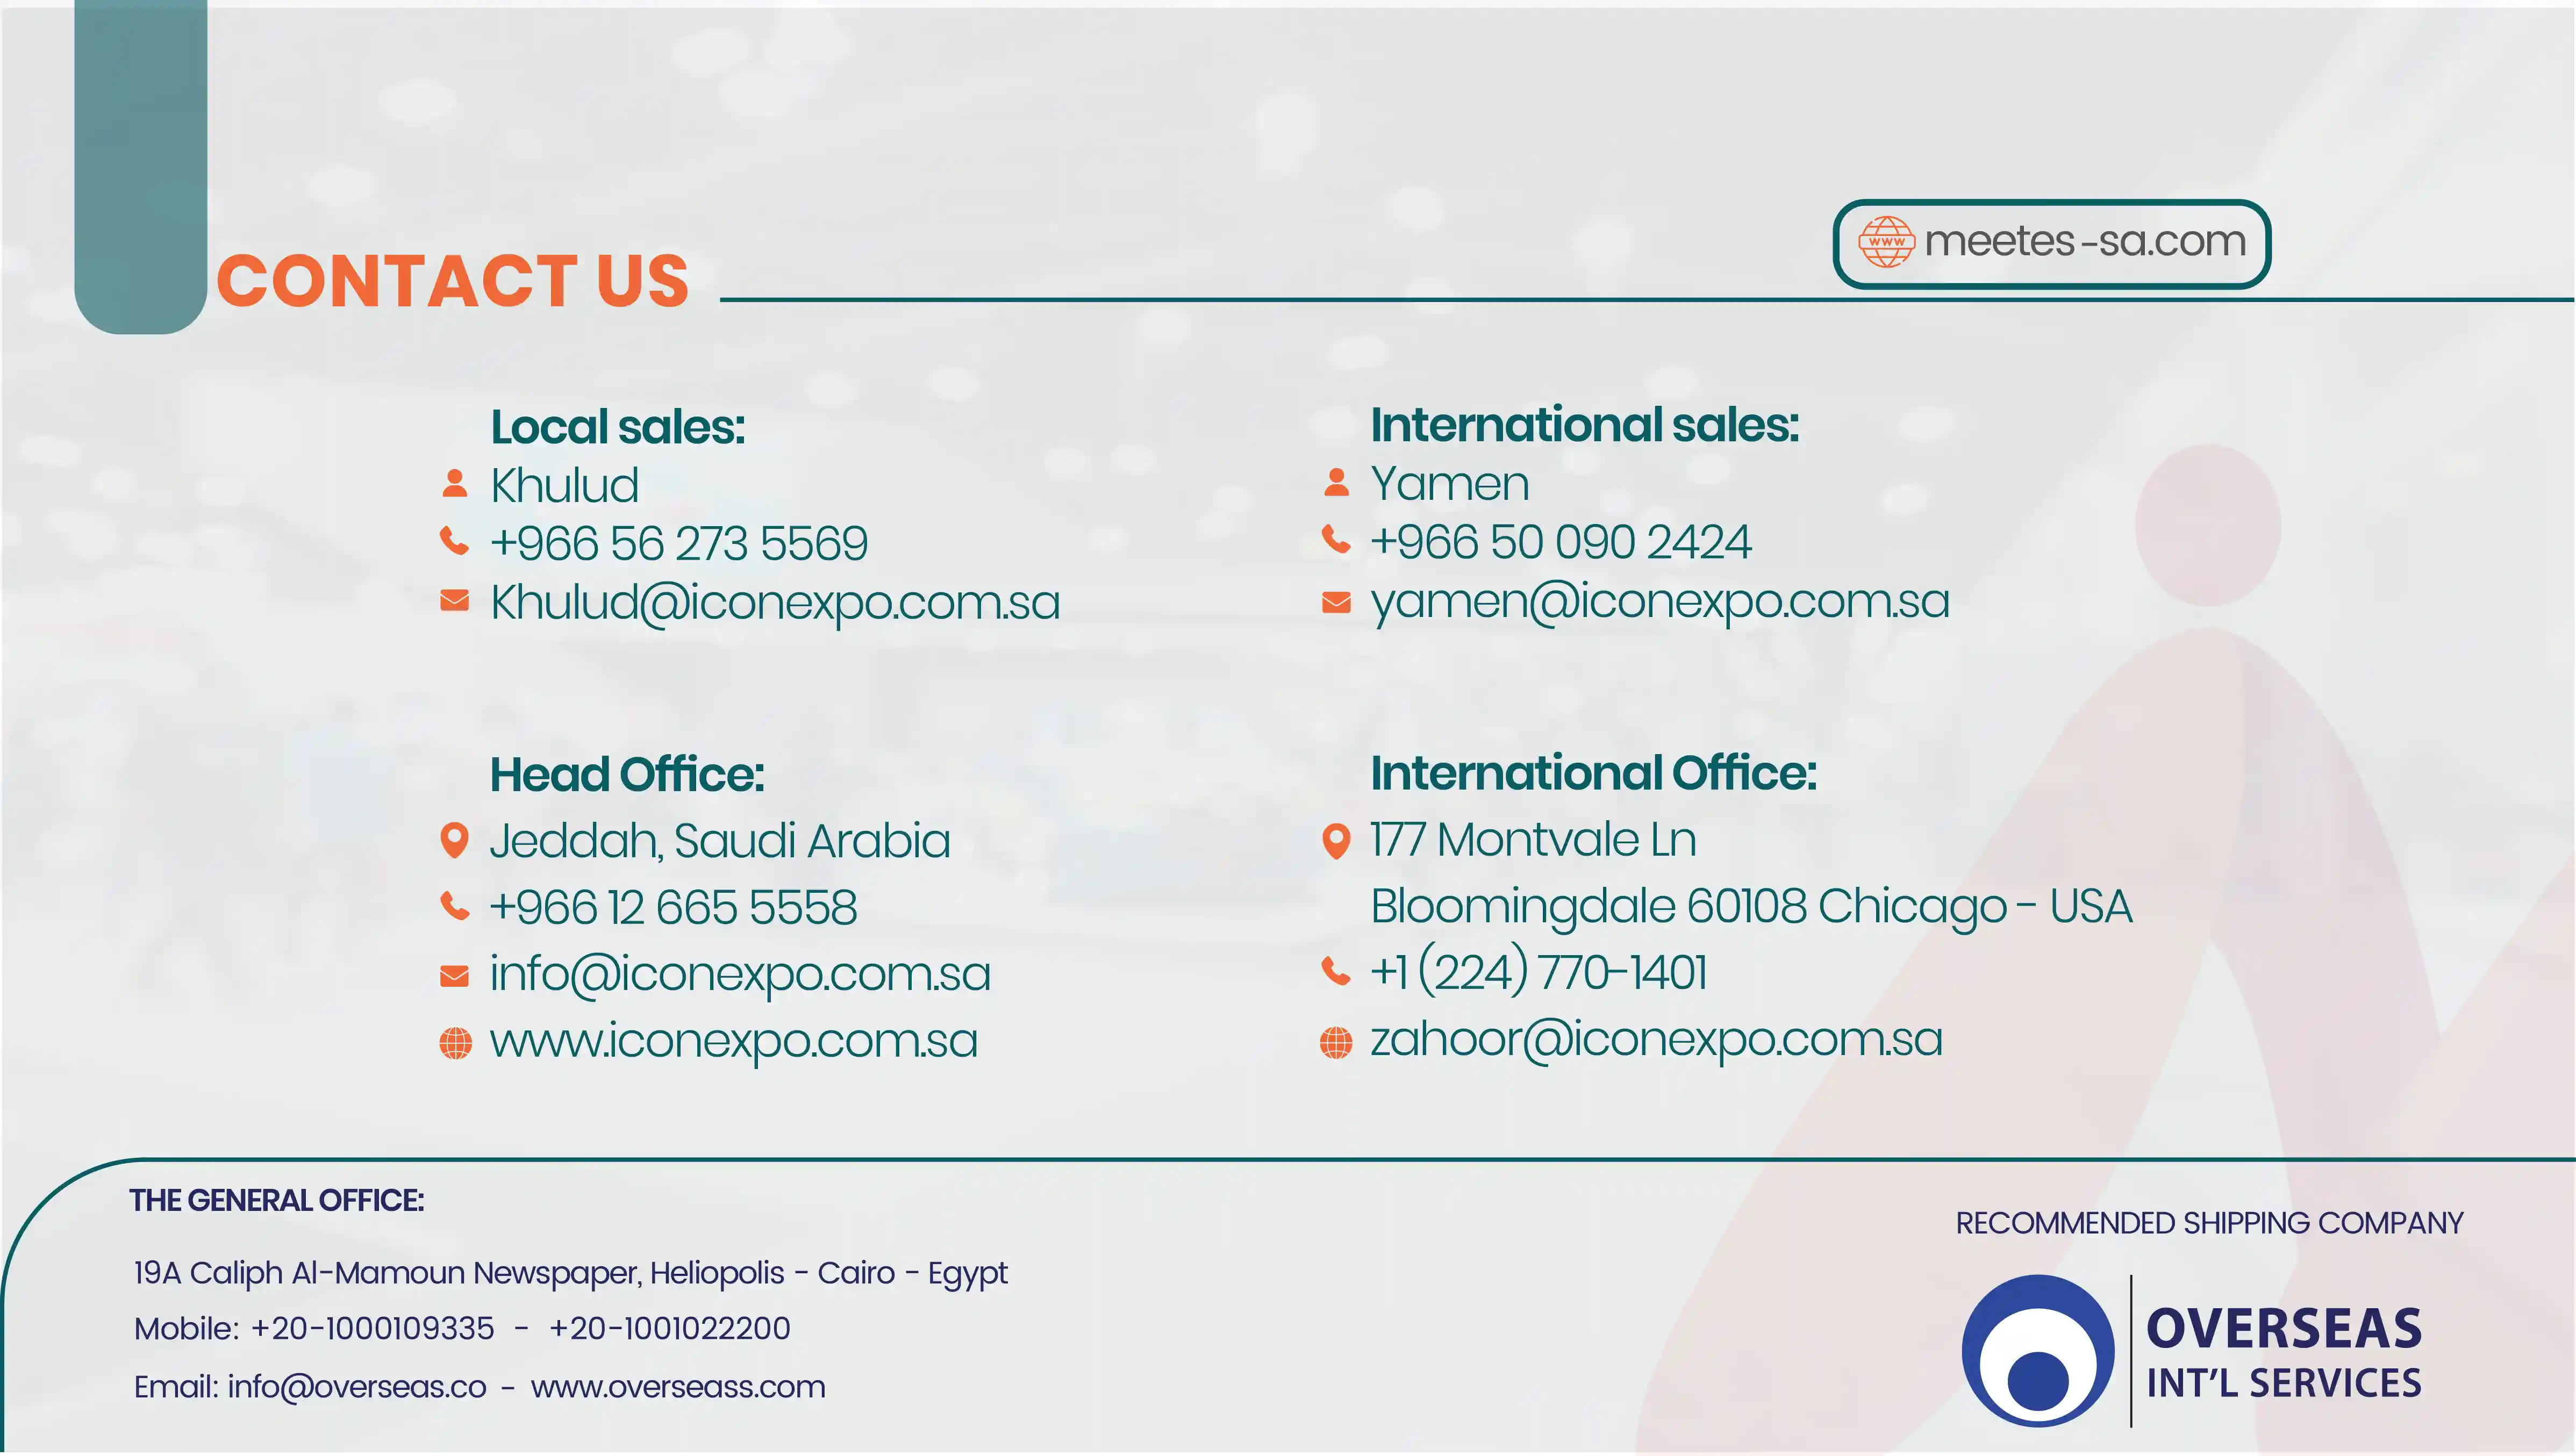 CONTACT US
www
meetes-sa.com
Local sales:
Khulud
+966 56 273 5569
Khulud@iconexpo.com.sa
International sales:
Yamen
+966 50 090 2424
yamen@iconexpo.com.sa
Head Office:
Jeddah, Saudi Arabia
+966 12 665 5558
info@iconexpo.com.sa
www.iconexpo.com.sa
International Office:
177 Montvale Ln
Bloomingdale 60108 Chicago - USA
+1 (224) 770-1401
zahoor@iconexpo.com.sa
THE GENERAL OFFICE:
19A Caliph Al-Mamoun Newspaper, Heliopolis - Cairo - Egypt
Mobile: +20-1000109335 - +20-1001022200
Email: info@overseas.co - www.overseass.com
RECOMMENDED SHIPPING COMPANY
OVERSEAS
INT'L SERVICES